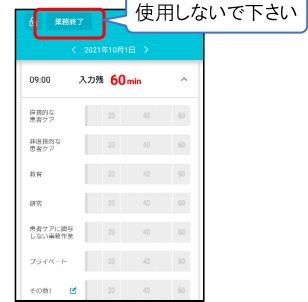 使用しないで下さい
業務終了
2021年10月1日
09:00 入力残 60min
直接的な
患者ケア
20 40 60
非直接的な
患者ケア
20 40 60
教育
20 40 60
研究
20 40 60
患者ケアに関与
しない事務作業
20 40 60
プライベート
20 40 60
その他1
20 40 60